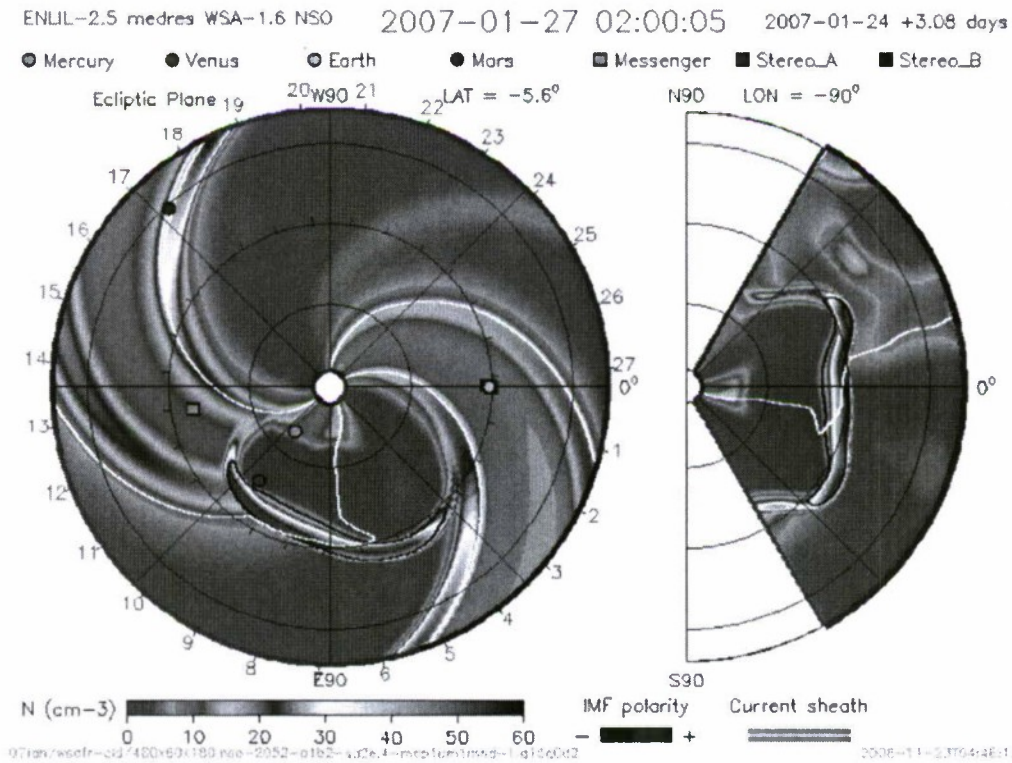 ENLIL-2.5 medres WSA-1.6 NSO 2007-01-27 02:00:05 2007-01-24 +3.08 days
Mercury Venus Earth Mars Messenger Stereo_A Stereo_B
Ecliptic Plane W90 LAT = -5.6° N90 LON = -90°
20 21
19 22
18 23
17 24
16 25
15 26
14 27
0° 0°
13 1
12 2
11 3
10 4
9 5
8 E90 6
S90
N (cm-3) IMF polarity Current sheath
0 10 20 30 40 50 60 - +